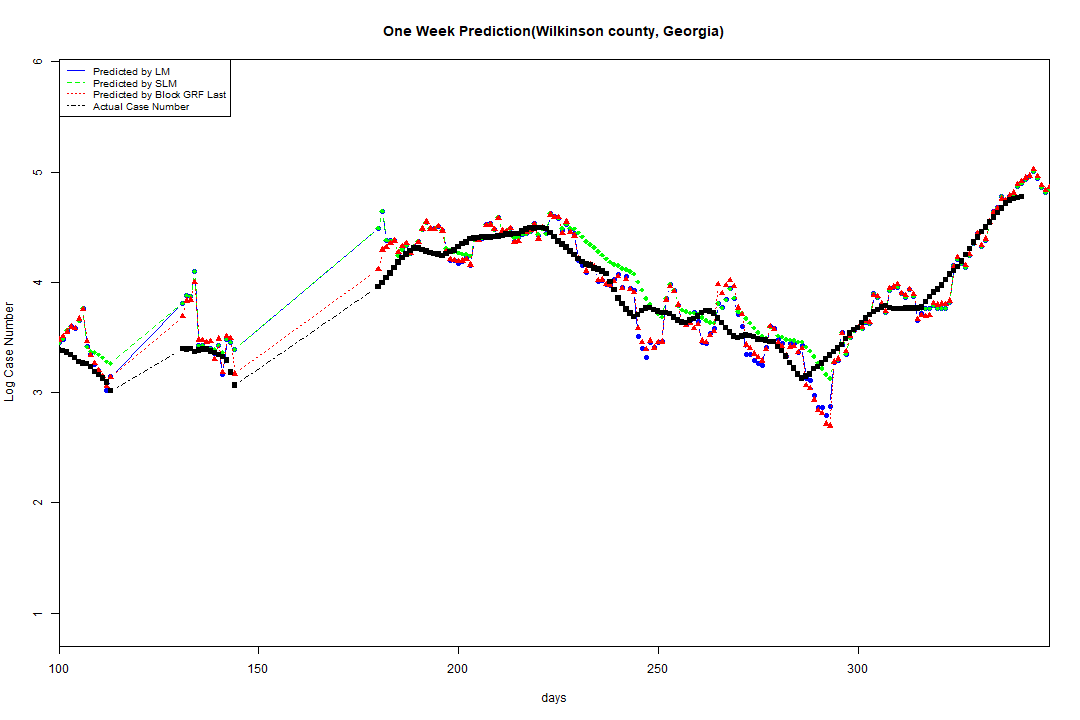 One Week Prediction(Wilkinson county, Georgia)
Predicted by LM
Predicted by SLM
Predicted by Block GRF Last
Actual Case Number
6
5
4
3
2
1
Log Case Number
100 150 200 250 300
days